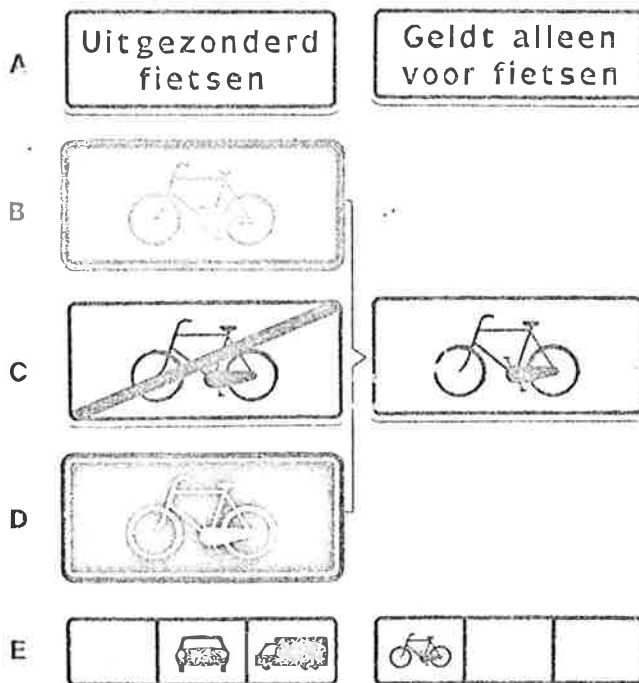 A
Uitgezonderd
fietsen
Geldt alleen
voor fietsen
B
C
D
E